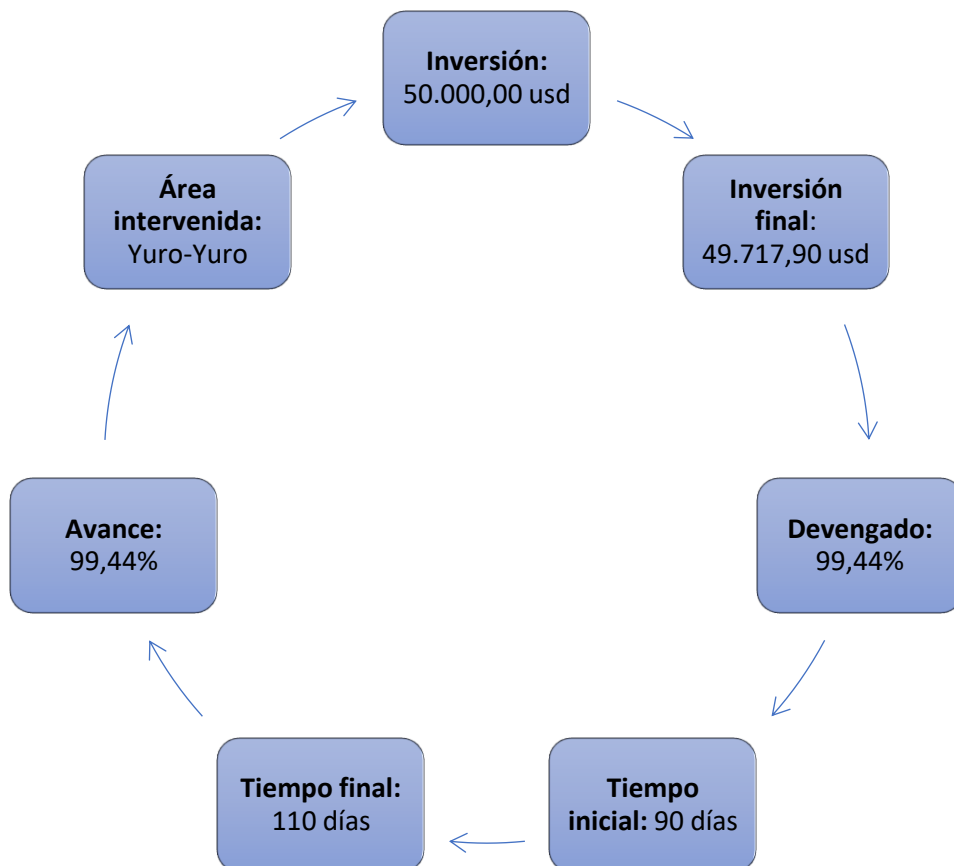 Inversión:
50.000,00 usd
Inversión
final:
49.717,90 usd
Devengado:
99,44%
Tiempo
inicial: 90 días
Tiempo final:
110 días
Avance:
99,44%
Área
intervenida:
Yuro-Yuro